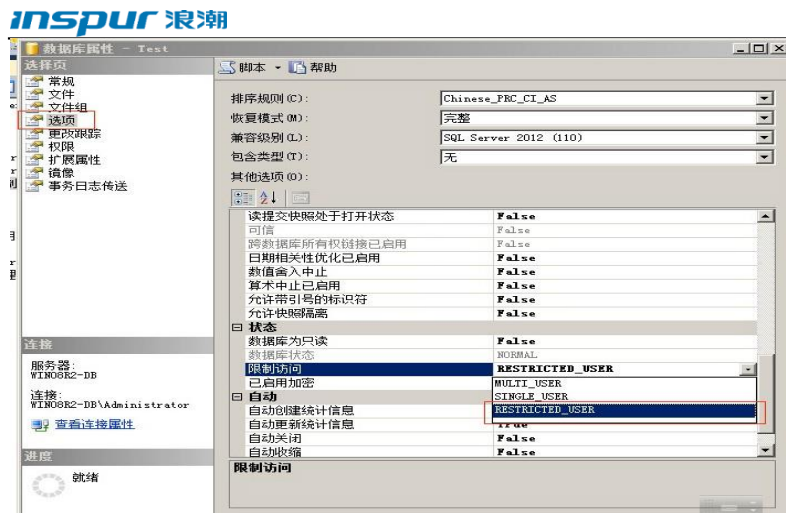 inspur 浪潮
数据库属性 - Test
选择页
常规
文件
文件组
选项
更改跟踪
权限
扩展属性
镜像
事务日志传送
脚本
帮助
排序规则(C):
Chinese_PRC_CI_AS
恢复模式(M):
完整
兼容级别(L):
SQL Server 2012 (110)
包含类型(T):
无
其他选项(O):
读提交快照处于打开状态 False
可信 False
跨数据库所有权链接已启用 False
日期相关性优化已启用 False
数值舍入中止 False
算术中止已启用 False
允许带引号的标识符 False
允许快照隔离 False
状态
数据库为只读 False
数据库状态 NORMAL
限制访问 RESTRICTED_USER
已启用加密 MULTI_USER
SINGLE_USER
自动
自动创建统计信息 RESTRICTED_USER
自动更新统计信息 True
自动关闭 False
自动收缩 False
限制访问
连接
服务器:
WIN08R2-DB
连接:
WIN08R2-DB\Administrator
查看连接属性
进度
就绪